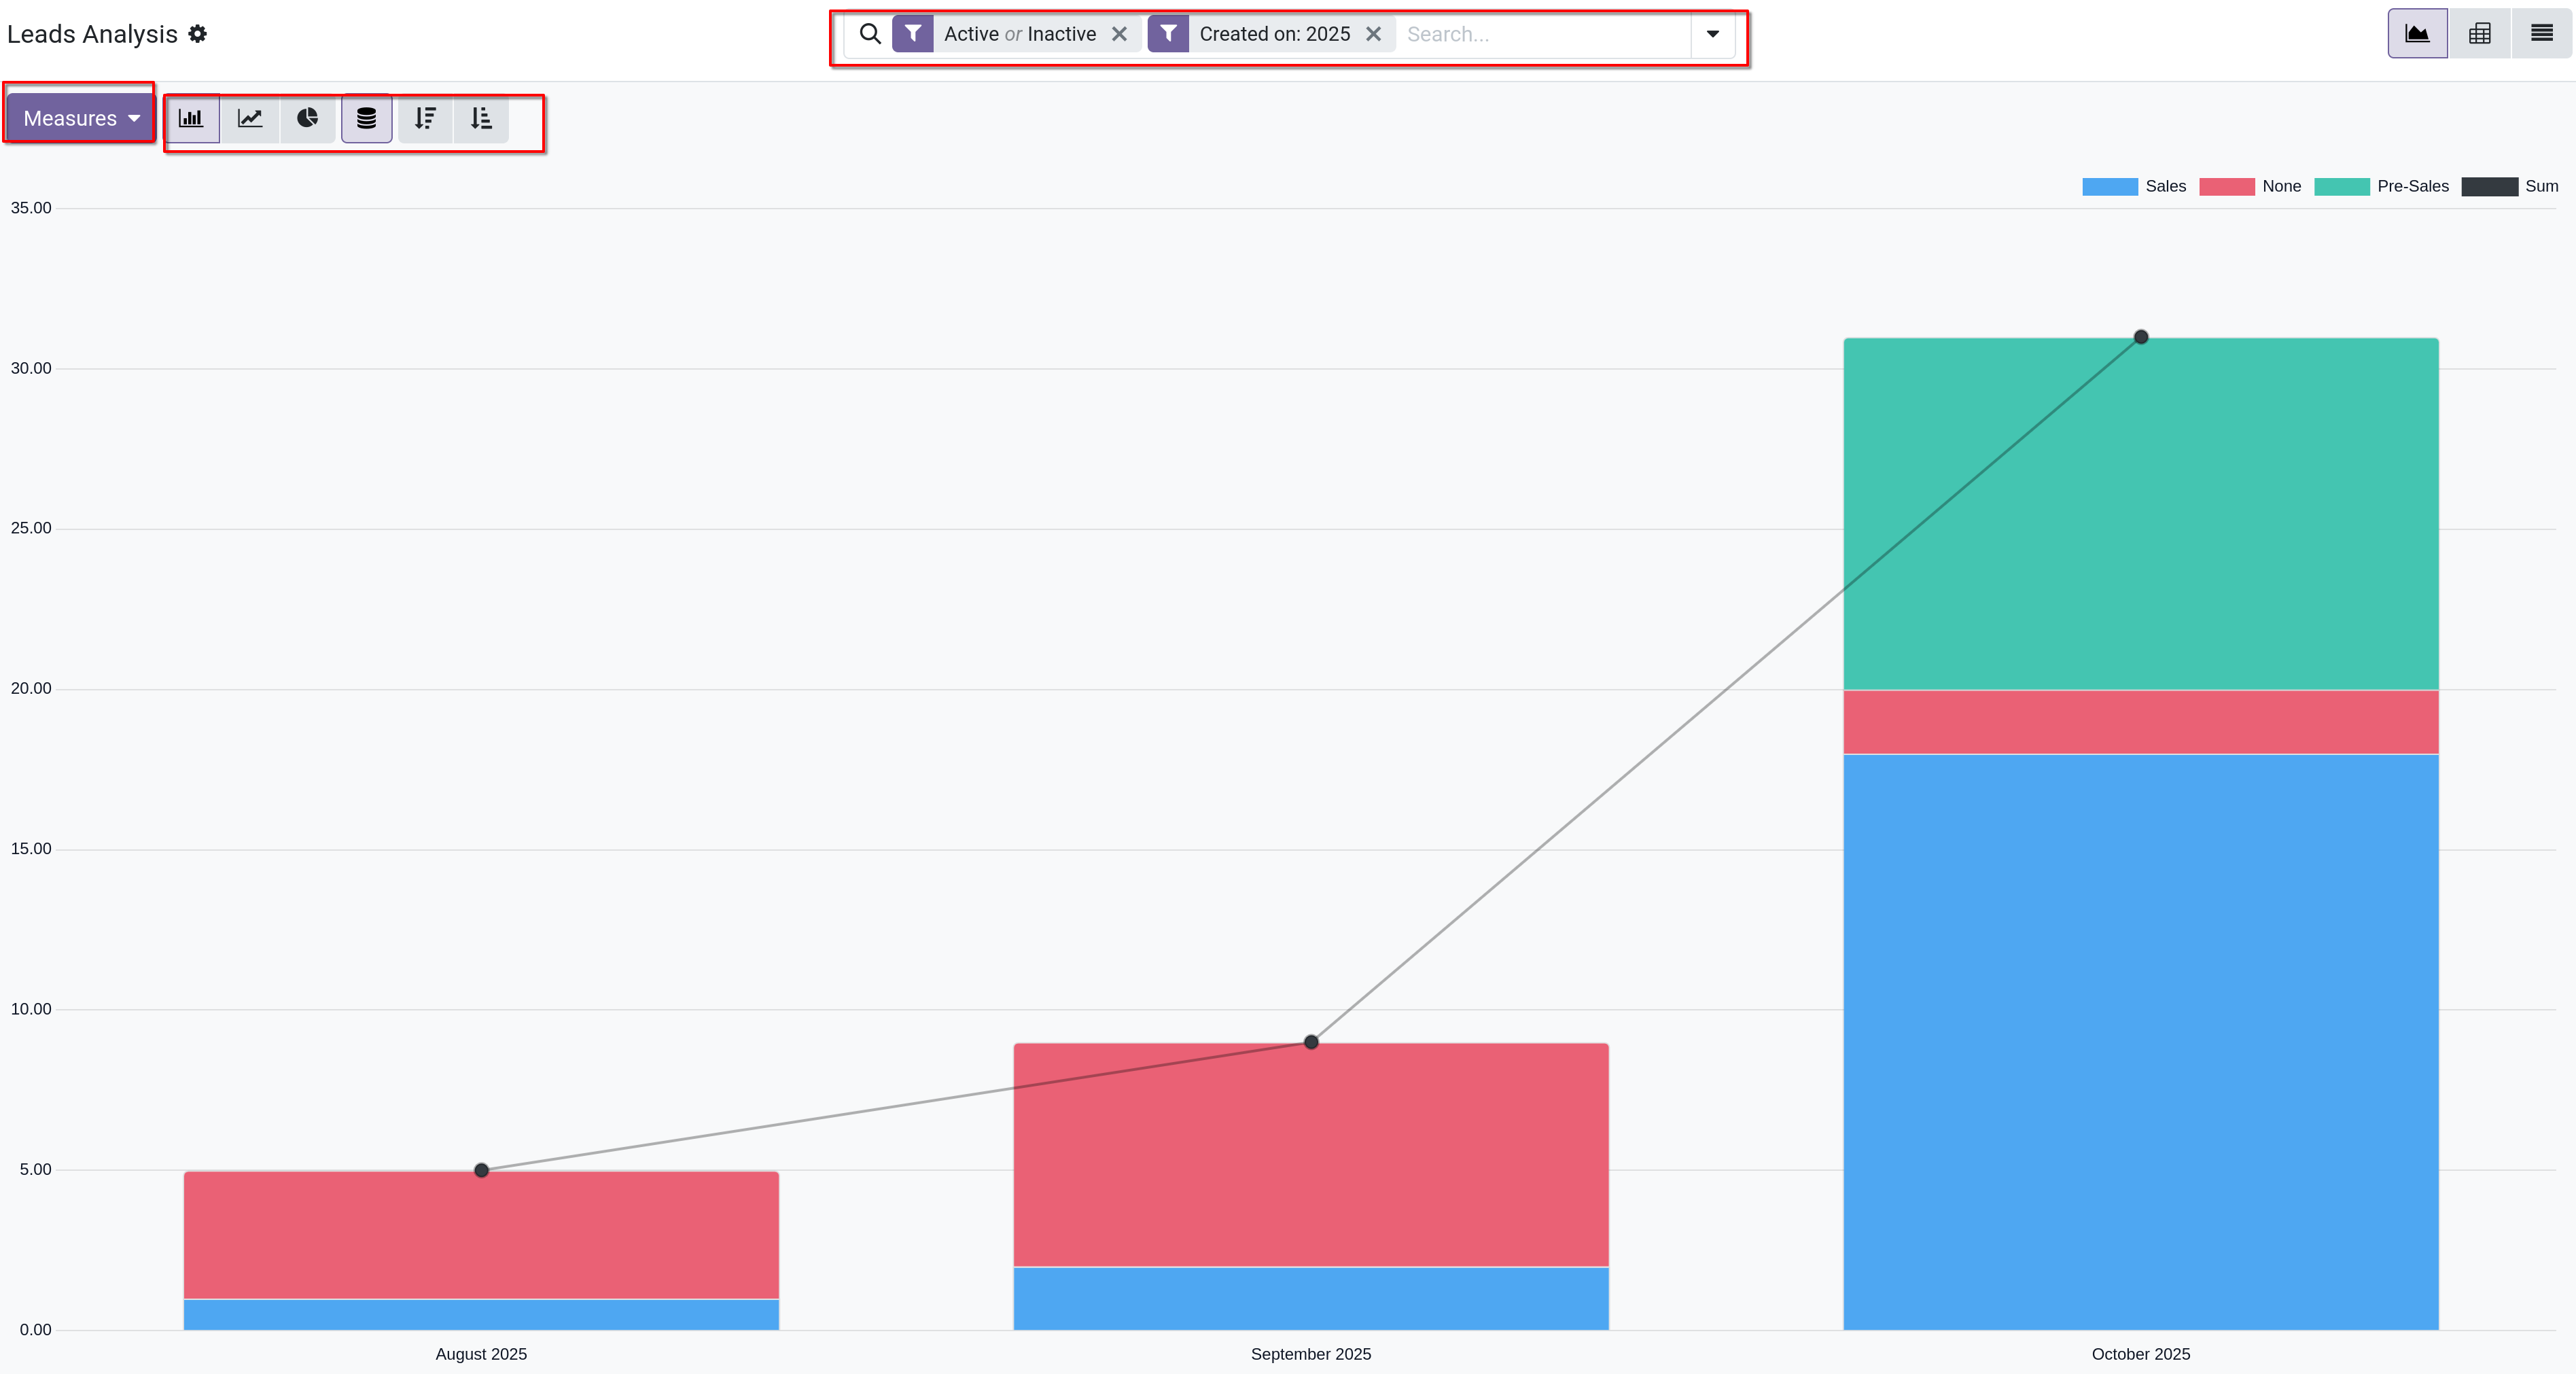 Leads Analysis
Active or Inactive Created on: 2025 Search...
Measures
Sales None Pre-Sales Sum
35.00
30.00
25.00
20.00
15.00
10.00
5.00
0.00
August 2025 September 2025 October 2025